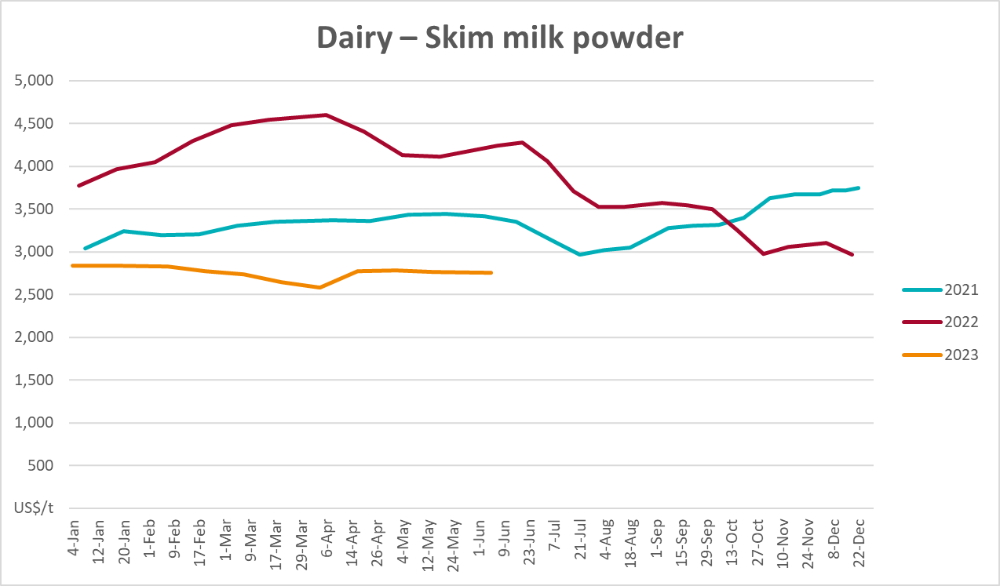 Dairy – Skim milk powder
5,000
4,500
4,000
3,500
3,000
2,500
2,000
1,500
1,000
500
US$/t
4-Jan
12-Jan
20-Jan
1-Feb
9-Feb
17-Feb
1-Mar
9-Mar
17-Mar
29-Mar
6-Apr
14-Apr
26-Apr
4-May
12-May
24-May
1-Jun
9-Jun
23-Jun
7-Jul
21-Jul
4-Aug
18-Aug
1-Sep
15-Sep
29-Sep
13-Oct
27-Oct
10-Nov
24-Nov
8-Dec
22-Dec
2021
2022
2023